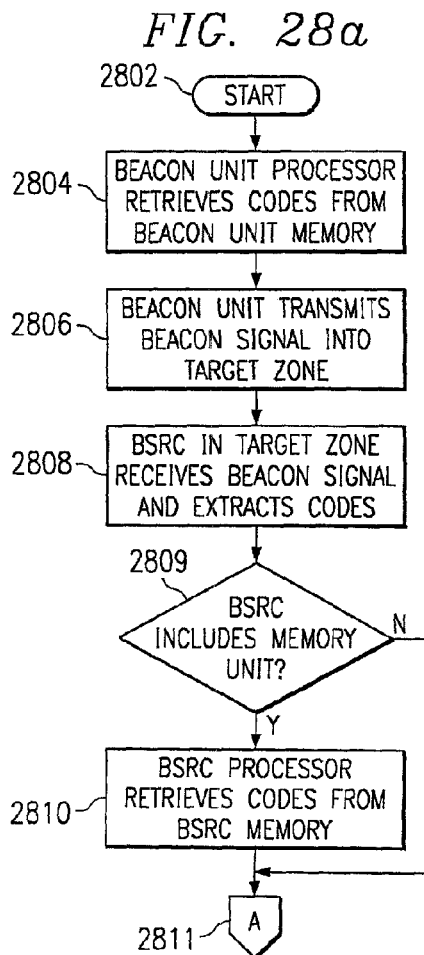 FIG. 28a
2802
START
2804
BEACON UNIT PROCESSOR
RETRIEVES CODES FROM
BEACON UNIT MEMORY
2806
BEACON UNIT TRANSMITS
BEACON SIGNAL INTO
TARGET ZONE
2808
BSRC IN TARGET ZONE
RECEIVES BEACON SIGNAL
AND EXTRACTS CODES
2809
BSRC
INCLUDES MEMORY
UNIT?
N
Y
2810
BSRC PROCESSOR
RETRIEVES CODES FROM
BSRC MEMORY
A
2811